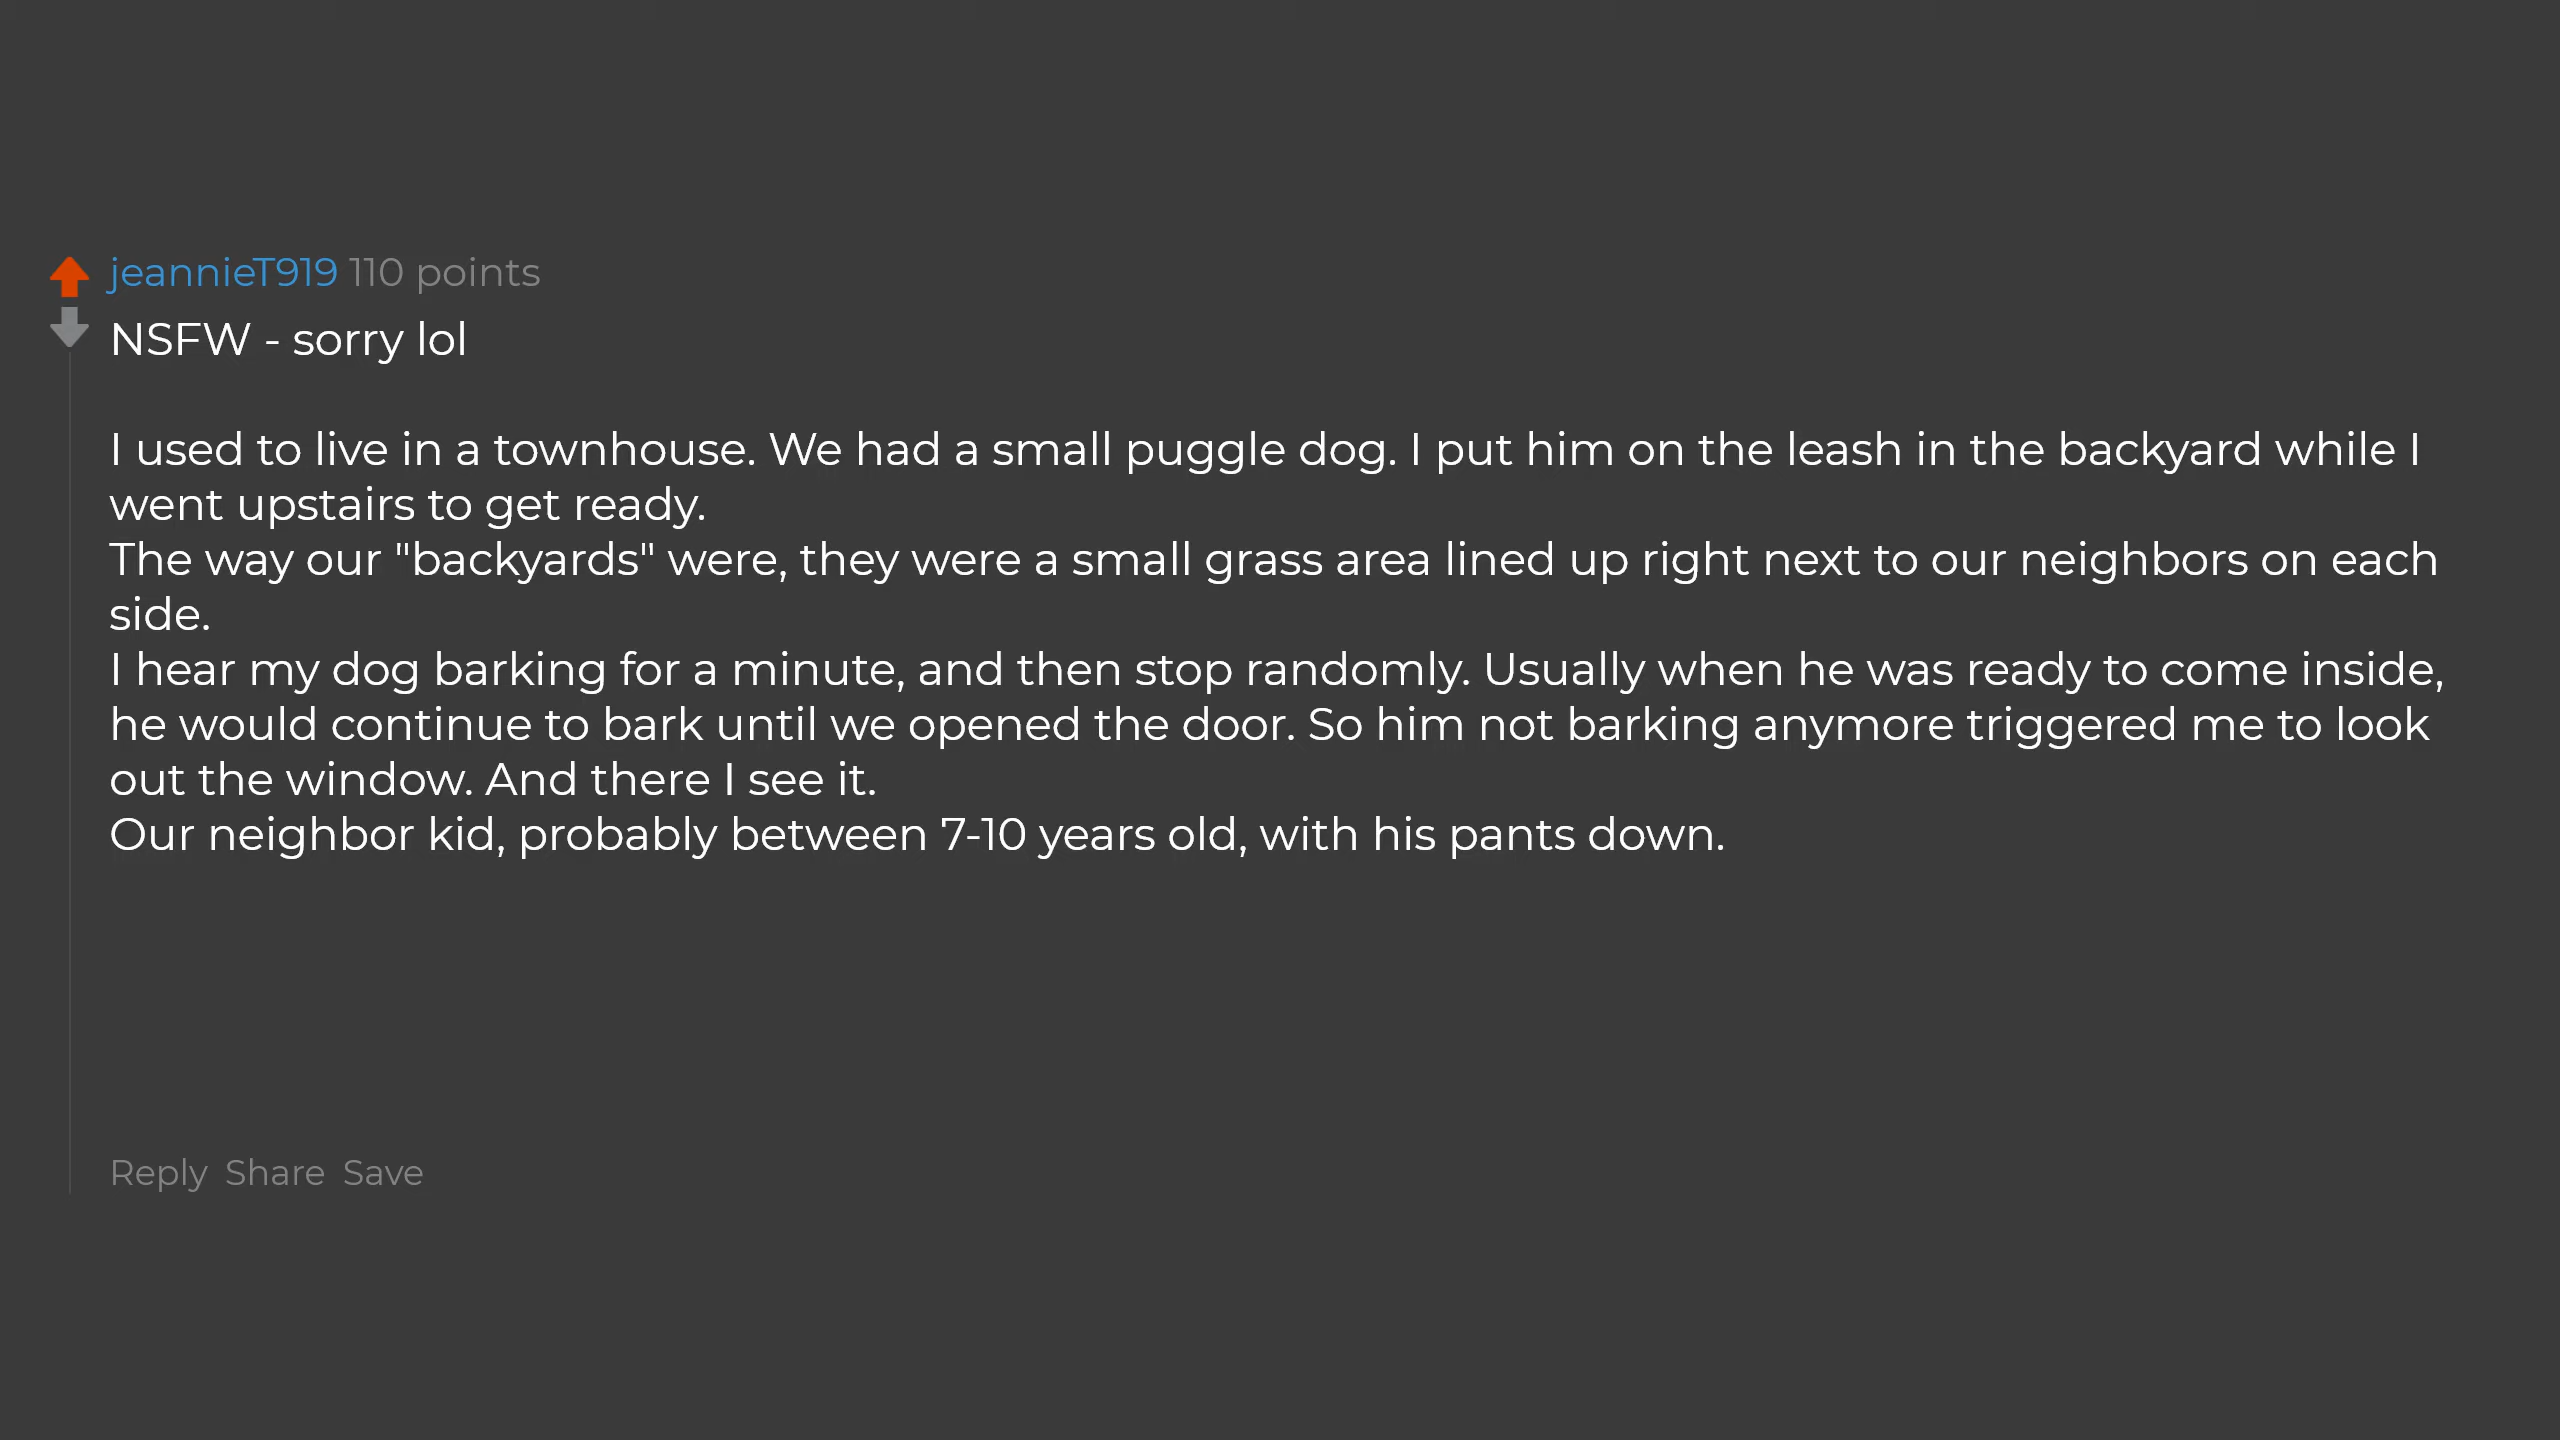 jeannieT919 110 points
NSFW - sorry lol
I used to live in a townhouse. We had a small puggle dog. I put him on the leash in the backyard while I
went upstairs to get ready.
The way our "backyards" were, they were a small grass area lined up right next to our neighbors on each
side.
I hear my dog barking for a minute, and then stop randomly. Usually when he was ready to come inside,
he would continue to bark until we opened the door. So him not barking anymore triggered me to look
out the window. And there I see it.
Our neighbor kid, probably between 7-10 years old, with his pants down.
Reply Share Save